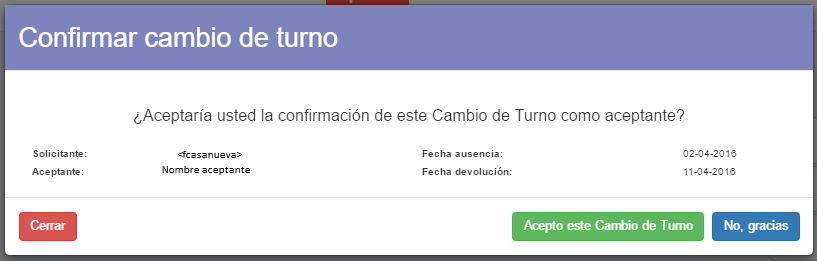 Confirmar cambio de turno
¿Aceptaría usted la confirmación de este Cambio de Turno como aceptante?
Solicitante: <fcasanueva> Fecha ausencia: 02-04-2016
Aceptante: Nombre aceptante Fecha devolución: 11-04-2016
Cerrar Acepto este Cambio de Turno No, gracias